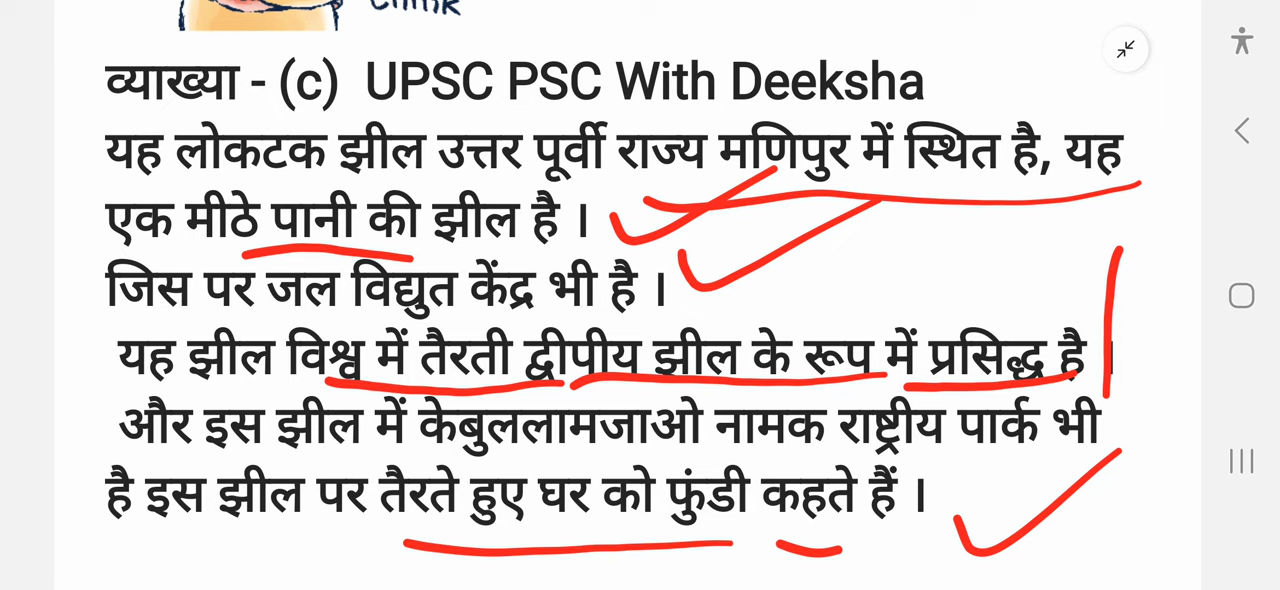 व्याख्या - (c) UPSC PSC With Deeksha
यह लोकटक झील उत्तर पूर्वी राज्य मणिपुर में स्थित है, यह
एक मीठे पानी की झील है ।
जिस पर जल विद्युत केंद्र भी है ।
यह झील विश्व में तैरती द्वीपीय झील के रूप में प्रसिद्ध है ।
और इस झील में केबुललामजाओ नामक राष्ट्रीय पार्क भी
है इस झील पर तैरते हुए घर को फुंडी कहते हैं ।